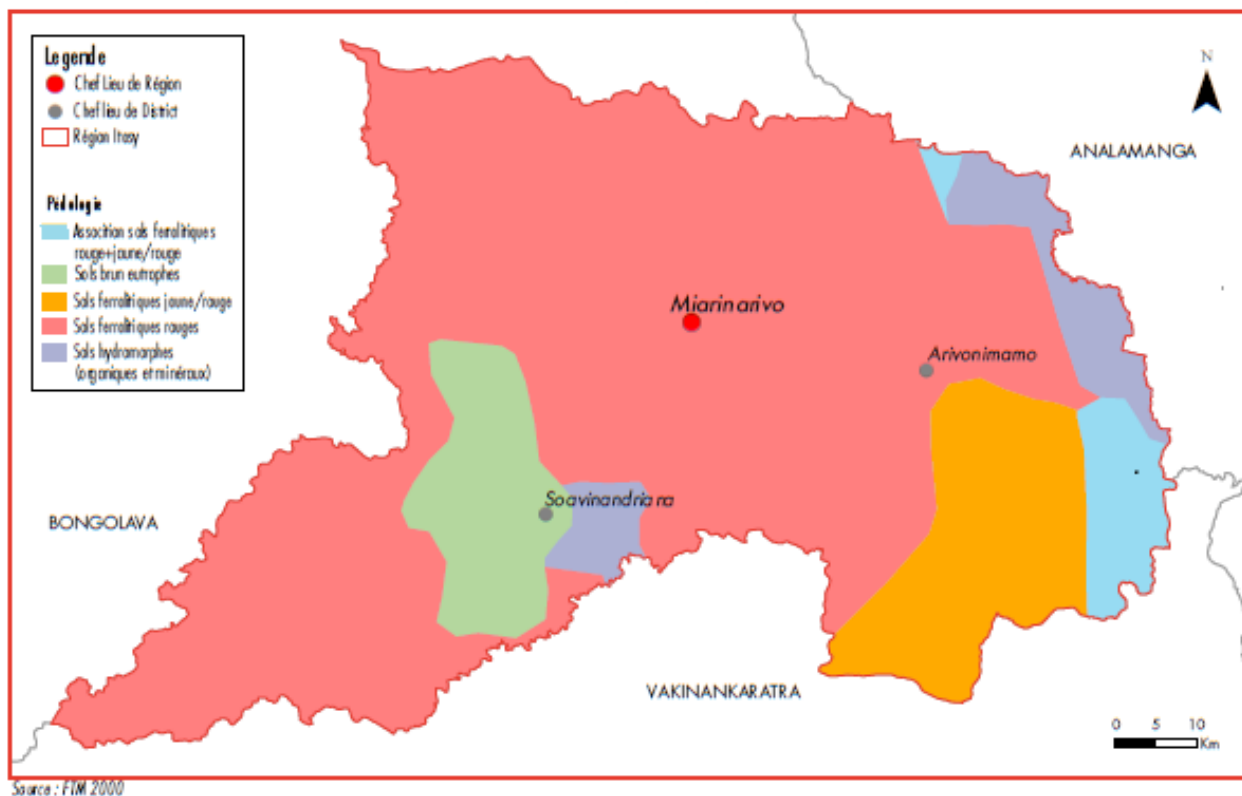 Legende
Chef Lieu de Région
Chef lieu de District
Région Itasy
Pédologie
Assocition sols ferralitiques
rouge+jaune/rouge
Sols brun eutrophes
Sols ferralitiques jaune/rouge
Sols ferralitiques rouges
Sols hydramorphes
(organiques et minéraux)
N
ANALAMANGA
Miarinarivo
Arivonimamo
Soavinandriana
BONGOLAVA
VAKINANKARATRA
0 5 10
Km
Source : FTM 2000